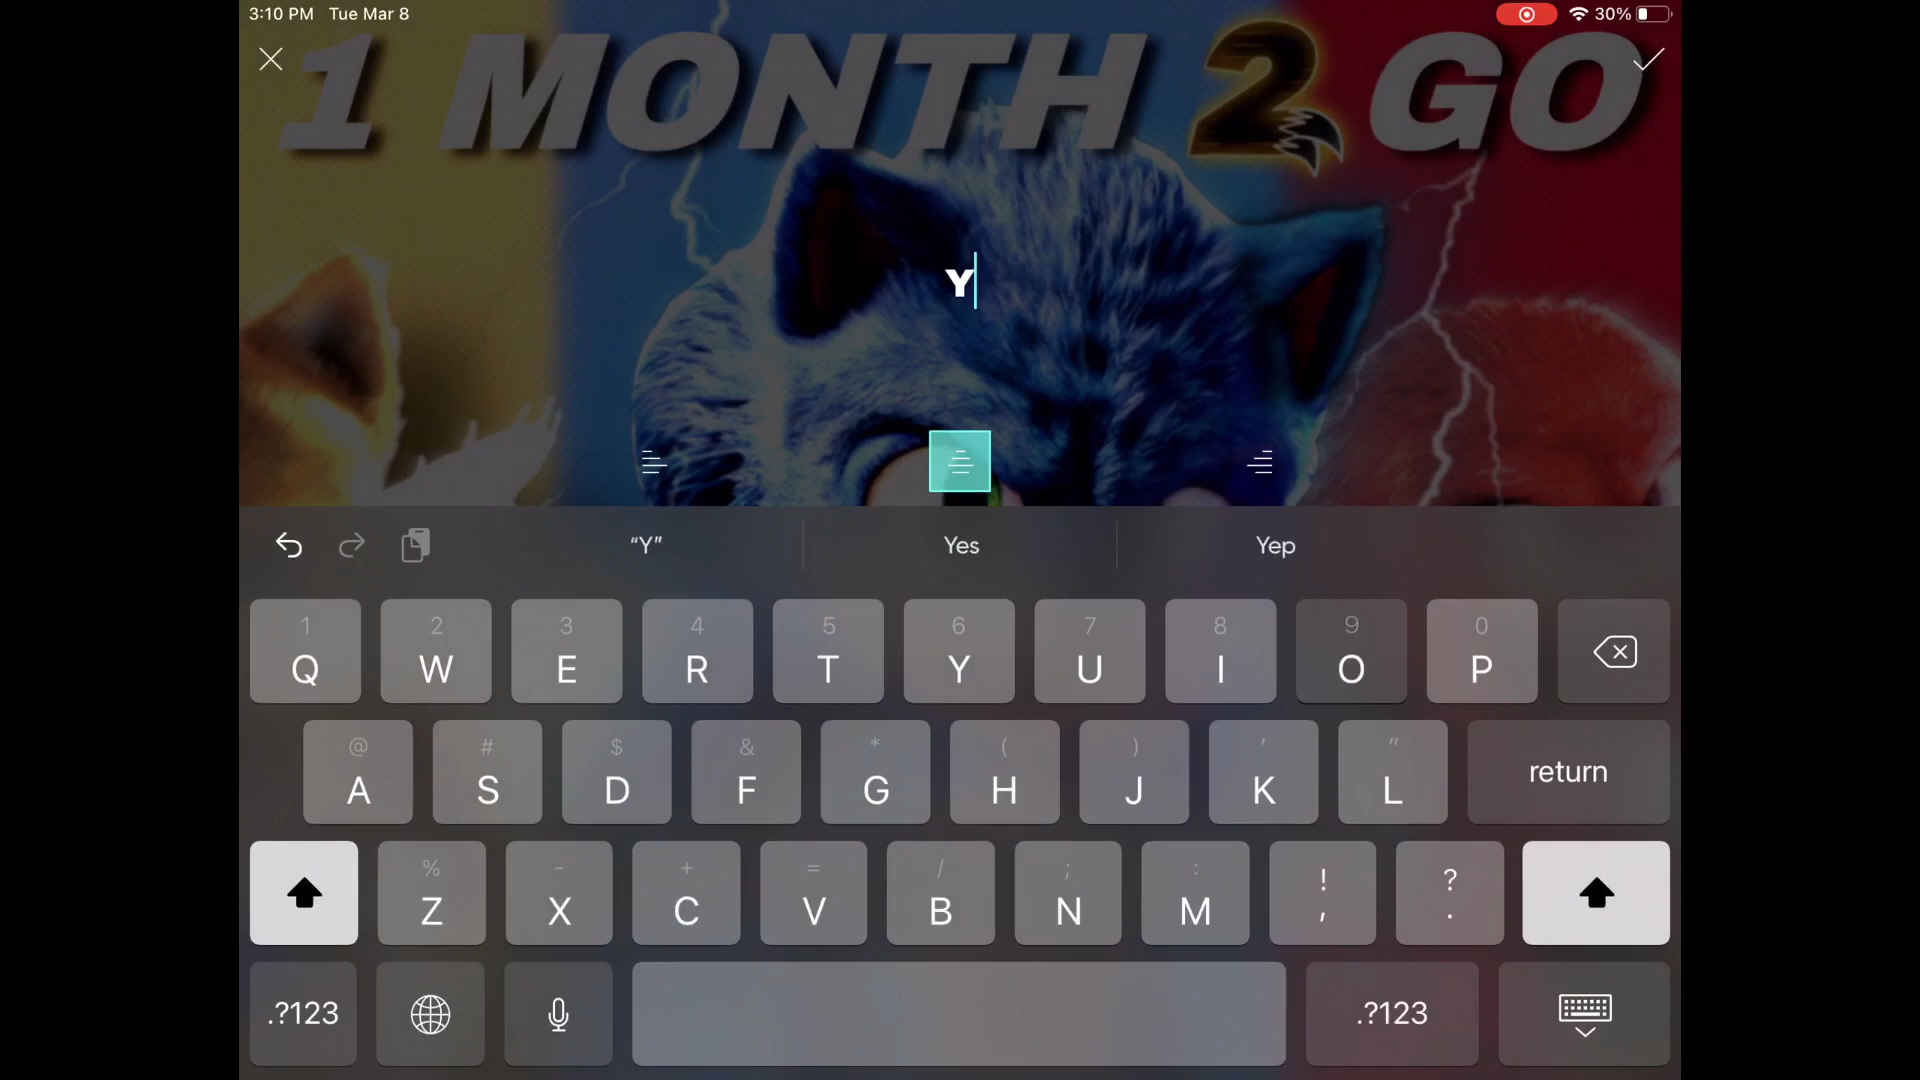 3:10 PM Tue Mar 8 30%
1 MONTH 2 GO
Y
“Y” Yes Yep
1 2 3 4 5 6 7 8 9 0
Q W E R T Y U I O P
@ # $ & * ( ) ' "
A S D F G H J K L return
% - + = / ; : ! ?
Z X C V B N M , .
.?123 .?123